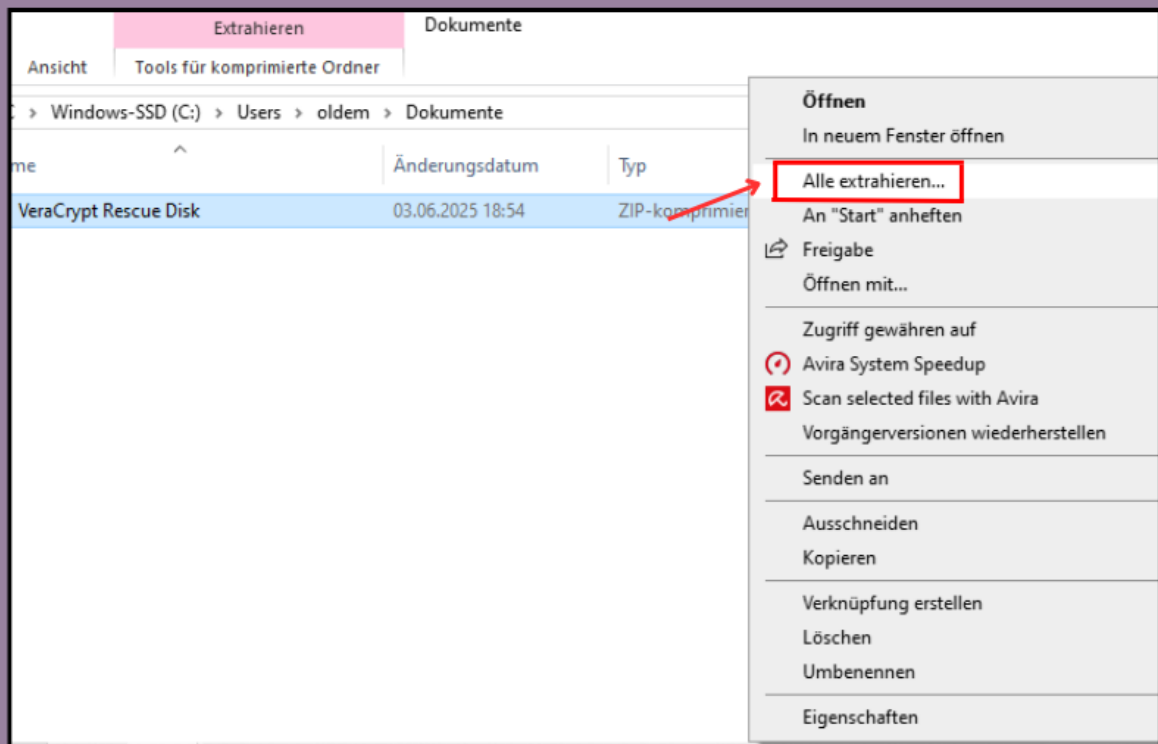 Extrahieren
Dokumente
Ansicht
Tools für komprimierte Ordner
> Windows-SSD (C:) > Users > oldem > Dokumente
Änderungsdatum
Typ
VeraCrypt Rescue Disk
03.06.2025 18:54
Öffnen
In neuem Fenster öffnen
Alle extrahieren...
An "Start" anheften
Freigabe
Öffnen mit...
Zugriff gewähren auf
Avira System Speedup
Scan selected files with Avira
Vorgängerversionen wiederherstellen
Senden an
Ausschneiden
Kopieren
Verknüpfung erstellen
Löschen
Umbenennen
Eigenschaften